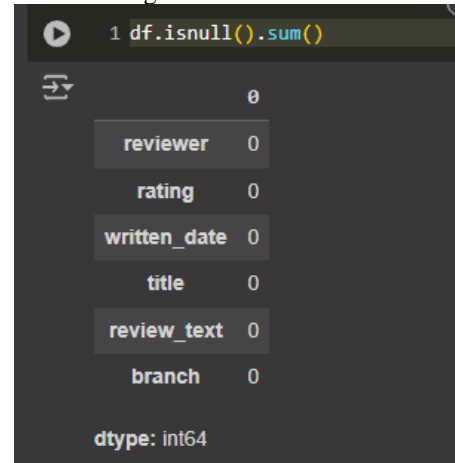 1 df.isnull().sum()
0
reviewer 0
rating 0
written_date 0
title 0
review_text 0
branch 0
dtype: int64